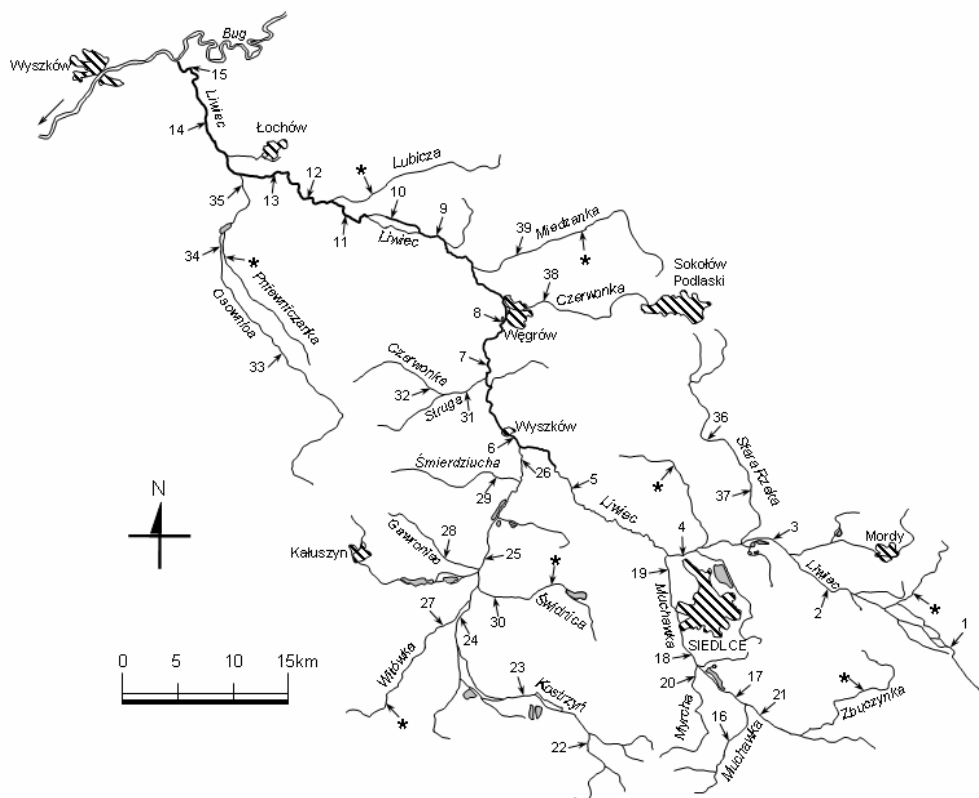 Bug
Wyszków
15
Liwiec
14
Łochów
12
*
Lubicza
35
13
10
9
11
Liwiec
39
Miedzanka
*
34
*
Pniewniczanka
Osownica
38
Czerwonka
Sokołów
Podlaski
8
Węgrów
33
7
Czerwonka
32
Struga
31
36
Wyszków
6
26
Stara Rzeka
Śmierdziucha
29
5
*
37
Liwiec
N
28
Gawroniec
Kałuszyn
25
4
3
Mordy
19
*
Liwiec
2
*
1
27
30
Świdnica
Muchawka
SIEDLCE
24
18
0 5 10 15km
Witówka
23
Kostrzyń
20
17
21
*
Zbuczynka
*
Myrcha
16
22
Muchawka